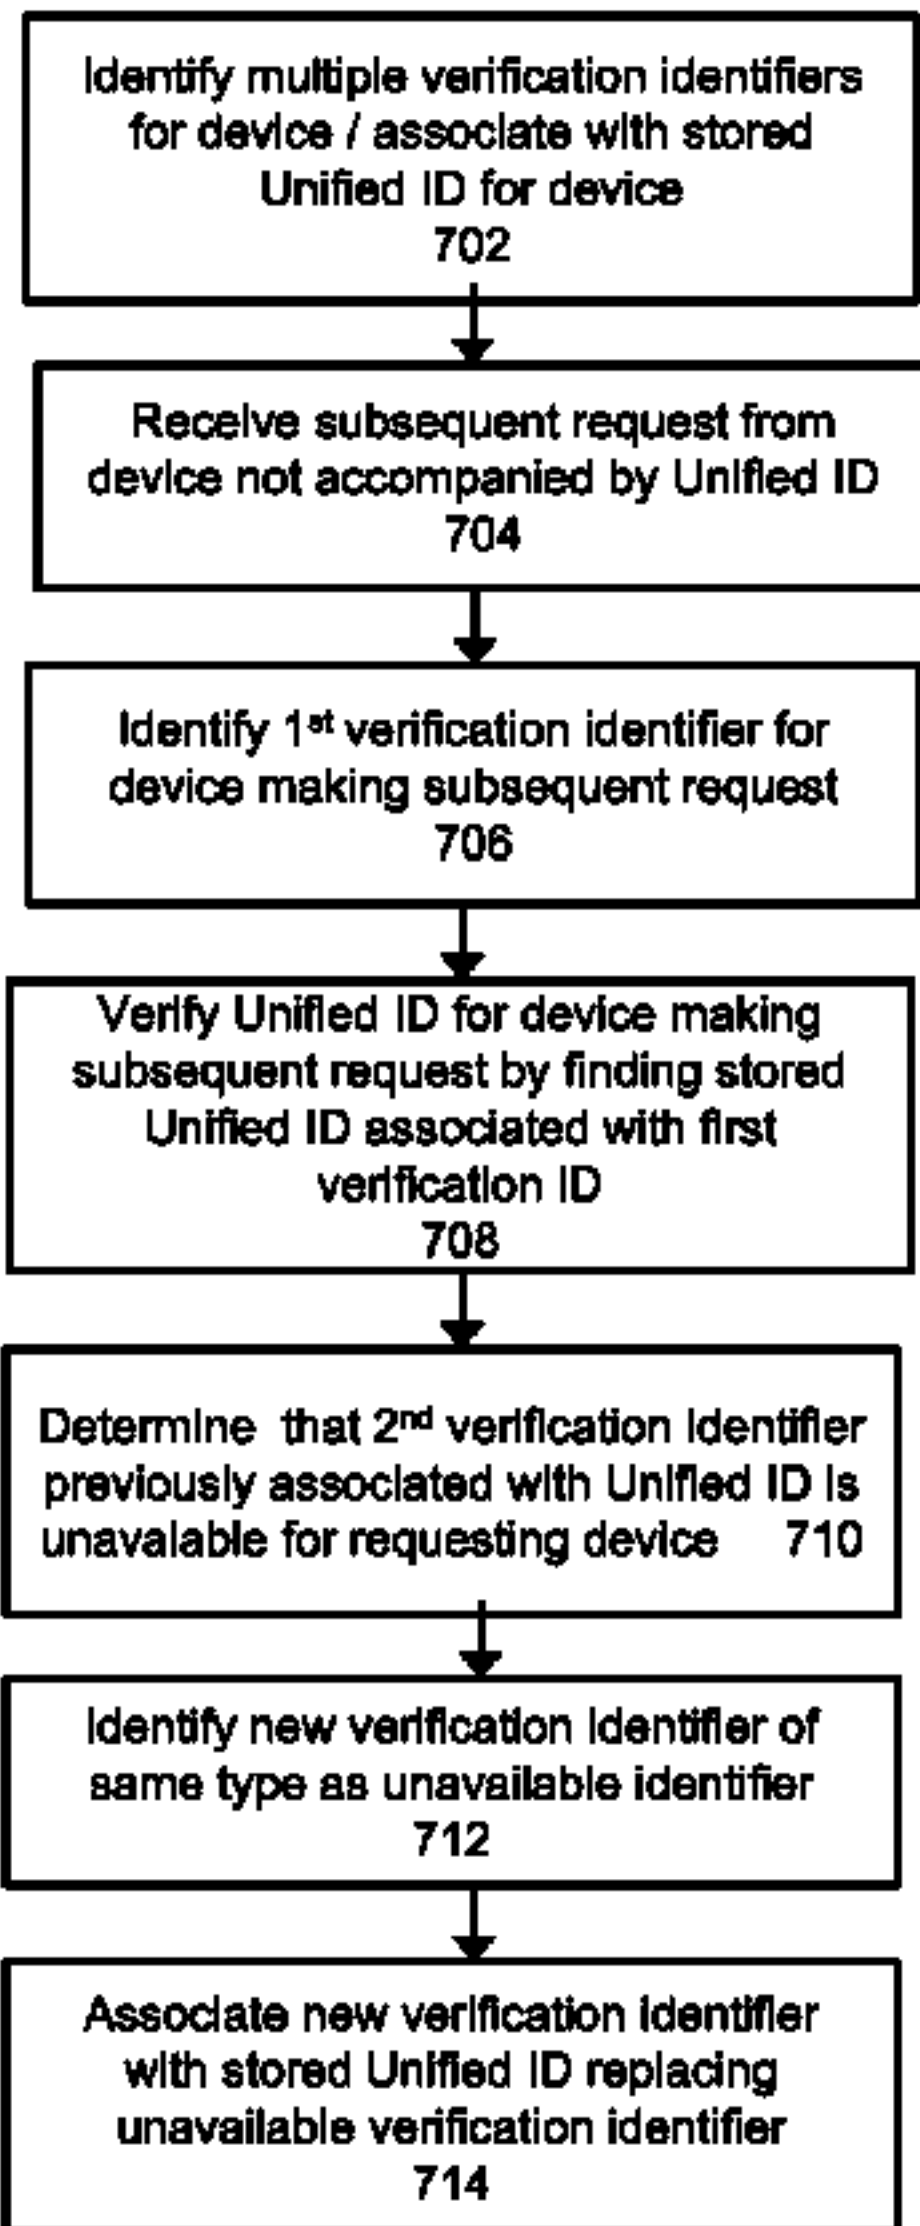 Identify multiple verification identifiers
for device / associate with stored
Unified ID for device
702
Receive subsequent request from
device not accompanied by Unified ID
704
Identify 1st verification identifier for
device making subsequent request
706
Verify Unified ID for device making
subsequent request by finding stored
Unified ID associated with first
verification ID
708
Determine that 2nd verification identifier
previously associated with Unified ID is
unavalable for requesting device 710
Identify new verification identifier of
same type as unavailable identifier
712
Associate new verification identifier
with stored Unified ID replacing
unavailable verification identifier
714